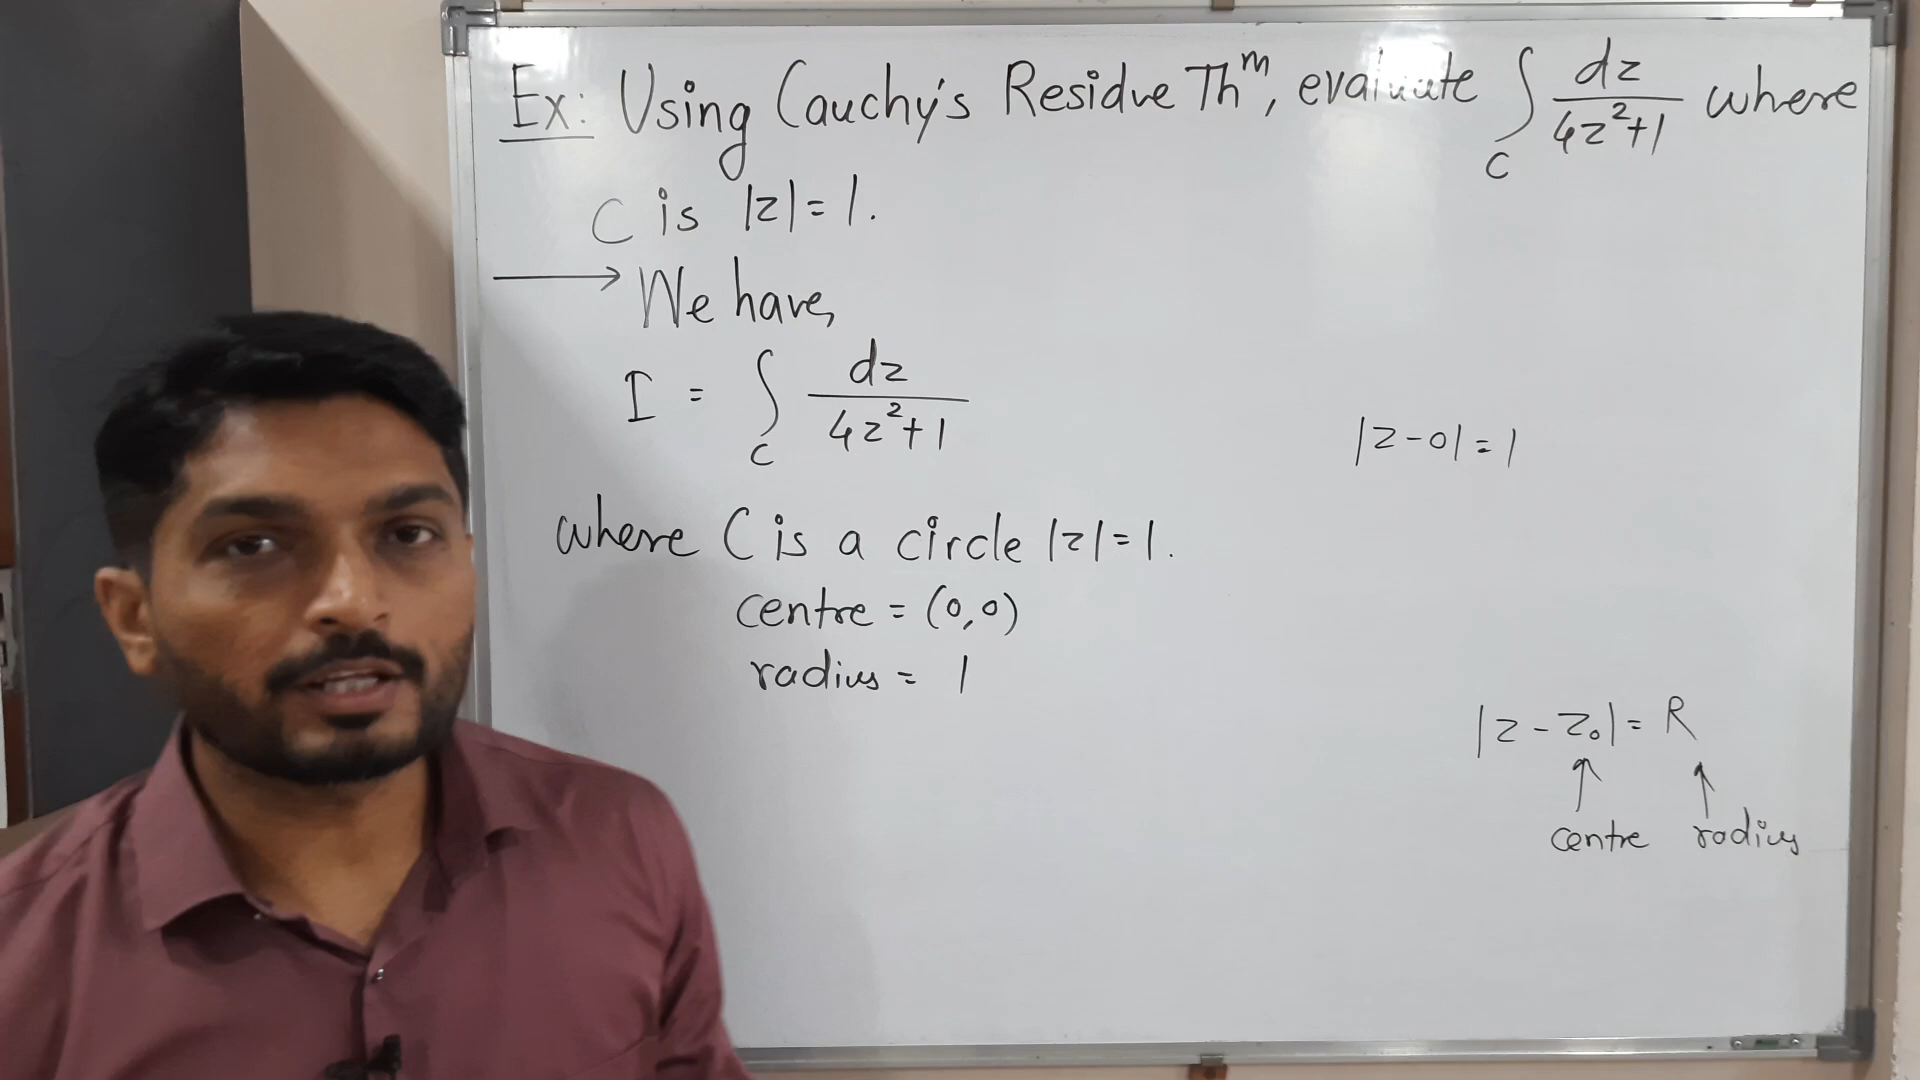 Ex: Using Cauchy's Residue Thᵐ, evaluate ∫_C dz/(4z²+1) where
C is |z|=1.
⟶ We have,
I = ∫_C dz/(4z²+1)
|z-0|=1
where C is a circle |z|=1.
centre = (0,0)
radius = 1
|z-z₀|=R
↑ ↑
centre radius